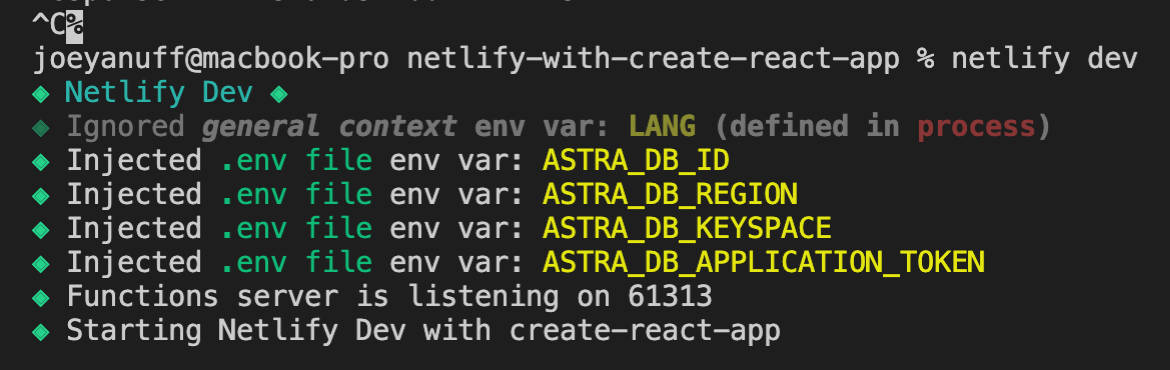 ^C%
joeyanuff@macbook-pro netlify-with-create-react-app % netlify dev
◈ Netlify Dev ◈
◈ Ignored general context env var: LANG (defined in process)
◈ Injected .env file env var: ASTRA_DB_ID
◈ Injected .env file env var: ASTRA_DB_REGION
◈ Injected .env file env var: ASTRA_DB_KEYSPACE
◈ Injected .env file env var: ASTRA_DB_APPLICATION_TOKEN
◈ Functions server is listening on 61313
◈ Starting Netlify Dev with create-react-app